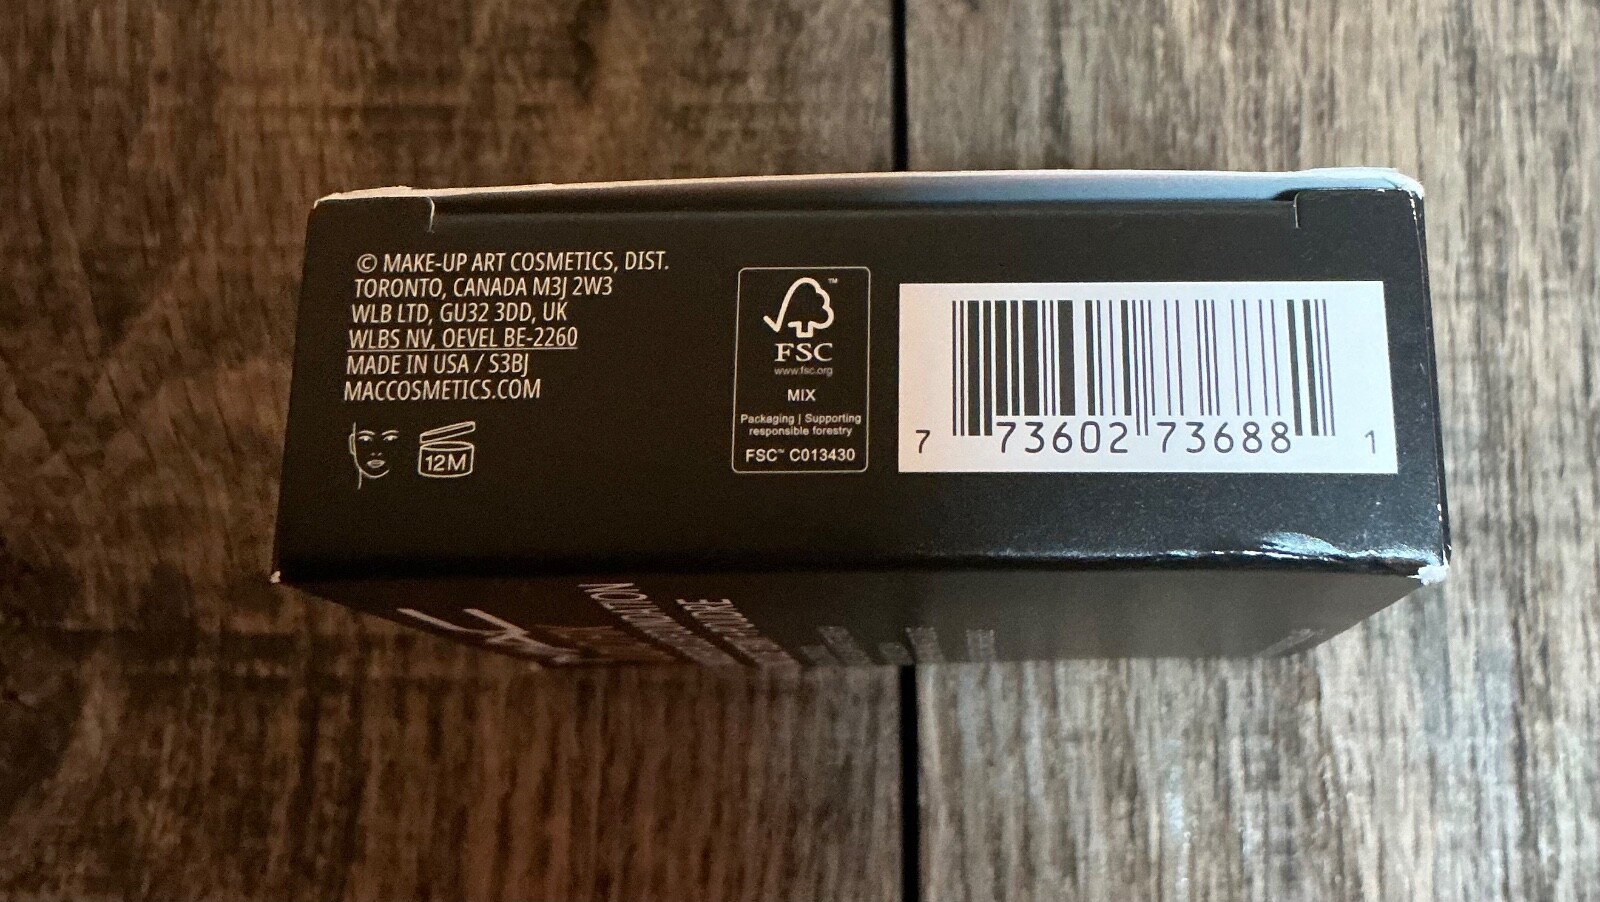 © MAKE-UP ART COSMETICS, DIST.
TORONTO, CANADA M3J 2W3
WLB LTD, GU32 3DD, UK
WLBS NV, OEVEL BE-2260
MADE IN USA / S3BJ
MACCOSMETICS.COM
12M
FSC
www.fsc.org
MIX
Packaging | Supporting
responsible forestry
FSC™ C013430
7 73602 73688 1